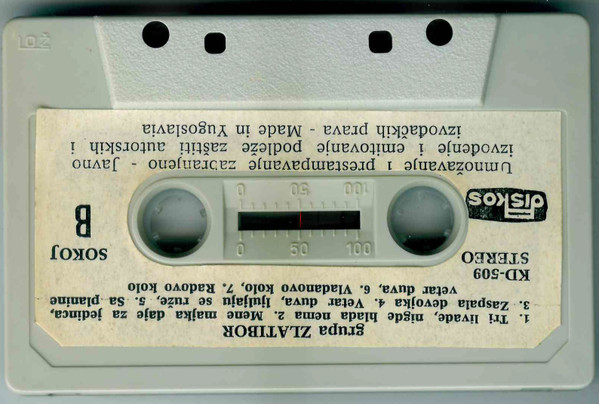 grupa ZLATIBOR
1. Tri livade, nigde hlada nema 2. Mene majka daje za jedinca,
3. Zaspala devojka 4. Vetar duva, ljuljaju se ruže, 5. Sa planine
vetar duva, 6. Vladanovo kolo, 7. Radovo kolo
KD-509
STEREO
SOKOJ
B
diskos
0 50 100
100 50 0
Umnožavanje i prestampavanje zabranjeno - Javno
izvođenje i emitovanje podleže zaštiti autorskih i
izvođačkih prava - Made in Yugoslavia
LOŽ